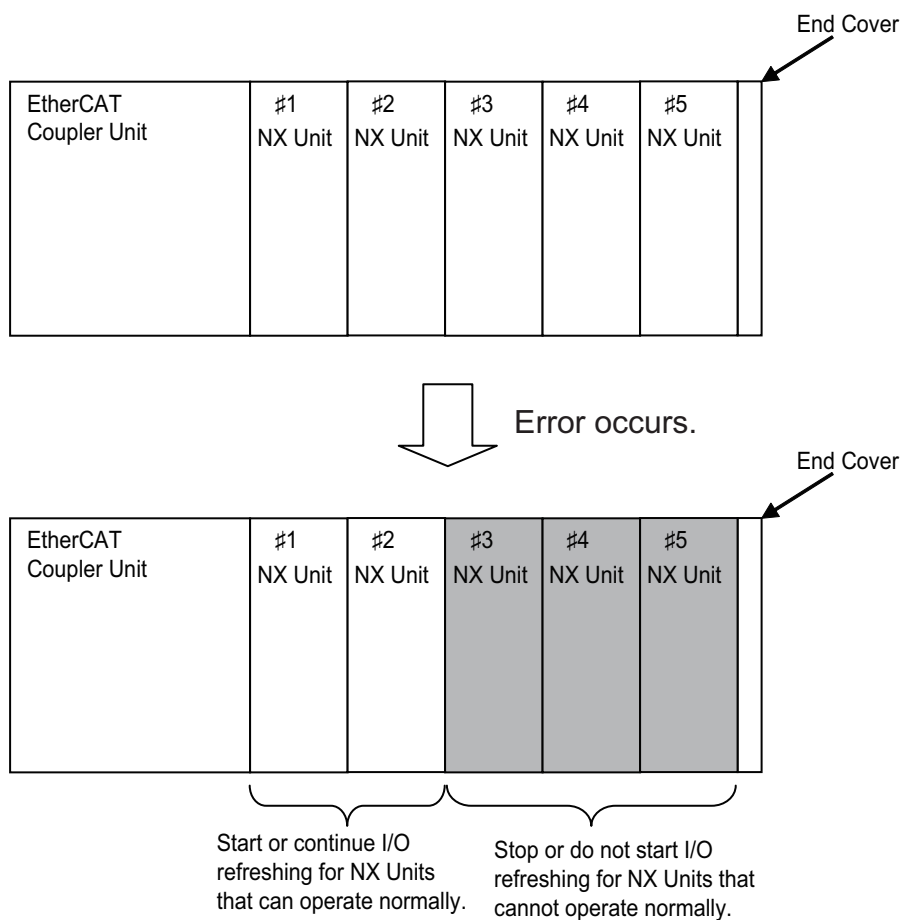 End Cover
EtherCAT
Coupler Unit
♯1
NX Unit
♯2
NX Unit
♯3
NX Unit
♯4
NX Unit
♯5
NX Unit
Error occurs.
End Cover
EtherCAT
Coupler Unit
♯1
NX Unit
♯2
NX Unit
♯3
NX Unit
♯4
NX Unit
♯5
NX Unit
Start or continue I/O
refreshing for NX Units
that can operate normally.
Stop or do not start I/O
refreshing for NX Units that
cannot operate normally.